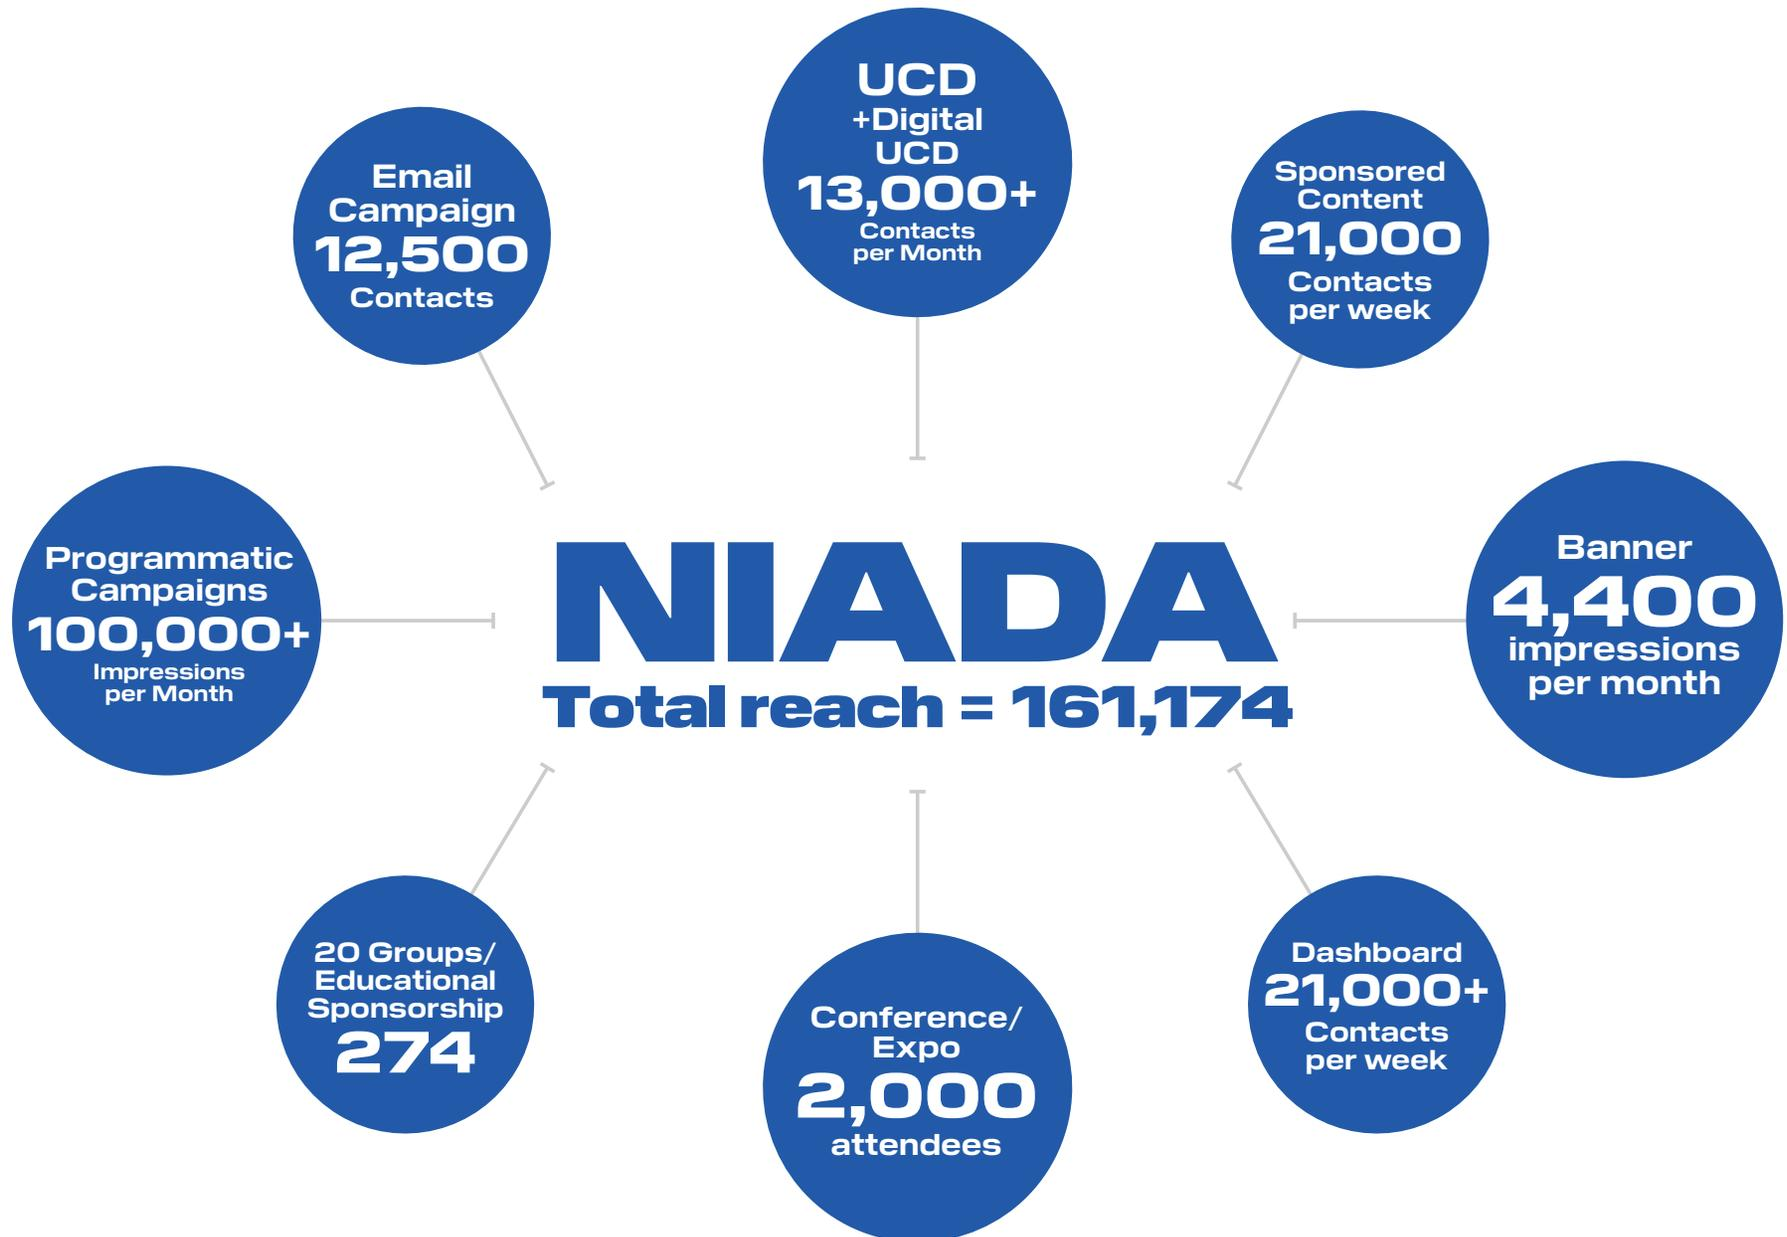 UCD
+Digital
UCD
13,000+
Contacts
per Month
Email
Campaign
12,500
Contacts
Sponsored
Content
21,000
Contacts
per week
Programmatic
Campaigns
100,000+
Impressions
per Month
NIADA
Total reach = 161,174
Banner
4,400
impressions
per month
20 Groups/
Educational
Sponsorship
274
Conference/
Expo
2,000
attendees
Dashboard
21,000+
Contacts
per week